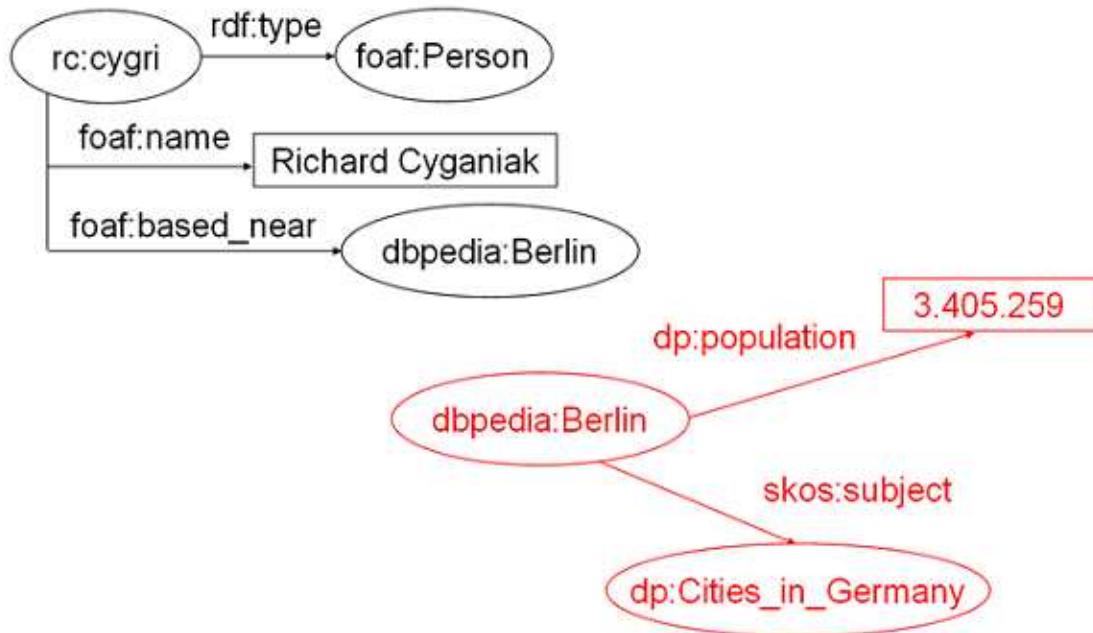 rdf:type
rc:cygri
foaf:Person
foaf:name
Richard Cyganiak
foaf:based_near
dbpedia:Berlin
3.405.259
dp:population
dbpedia:Berlin
skos:subject
dp:Cities_in_Germany